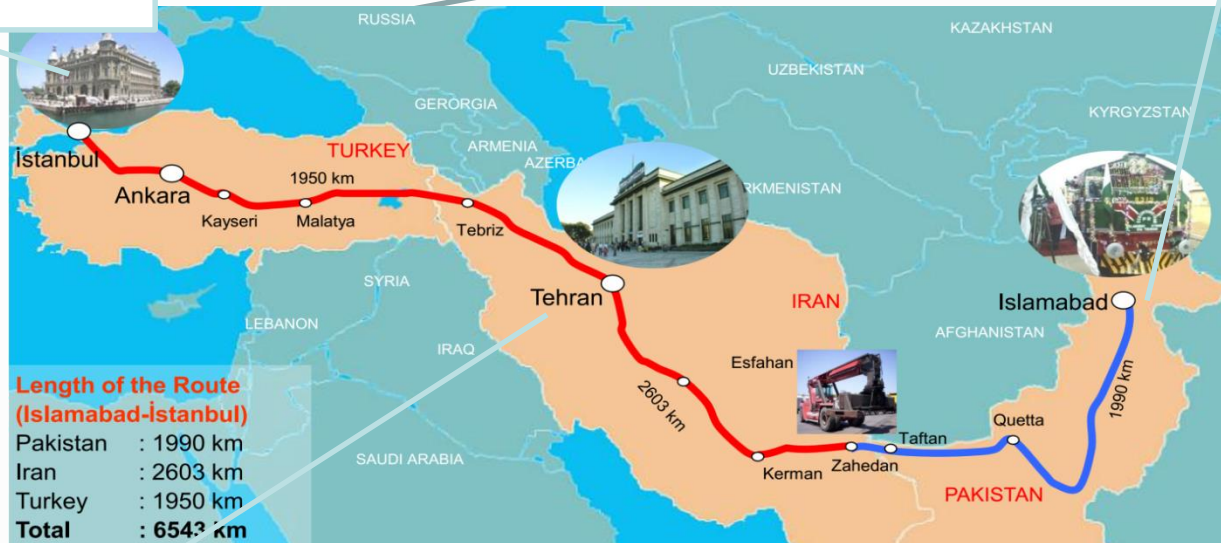 RUSSIA
KAZAKHSTAN
UZBEKISTAN
GERORGIA
KYRGYZSTAN
İstanbul
TURKEY
ARMENIA
AZERBA
RKMENISTAN
1950 km
Ankara
Kayseri
Malatya
Tebriz
SYRIA
Tehran
IRAN
Islamabad
LEBANON
IRAQ
AFGHANISTAN
Esfahan
2603 km
1990 km
Length of the Route
(Islamabad-İstanbul)
Pakistan : 1990 km
Iran : 2603 km
Turkey : 1950 km
Total : 6543 km
Quetta
Taftan
SAUDI ARABIA
Kerman
Zahedan
PAKISTAN